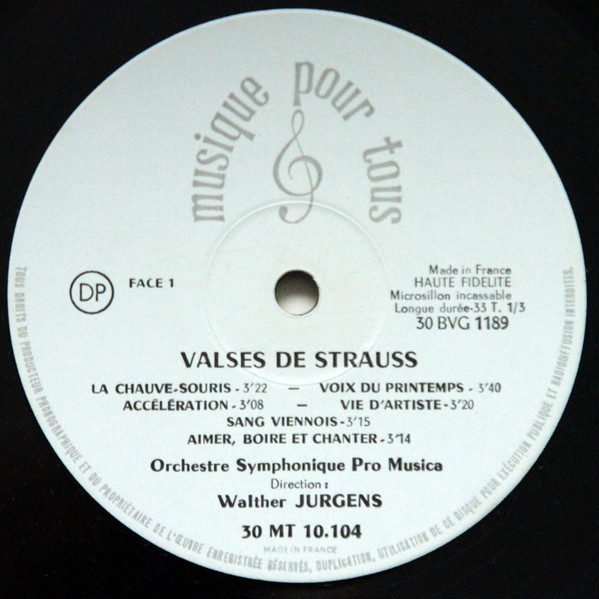 musique pour tous
DP
FACE 1
Made in France
HAUTE FIDELITE
Microsillon incassable
Longue durée-33 T. 1/3
30 BVG 1189
VALSES DE STRAUSS
LA CHAUVE-SOURIS - 3'22 — VOIX DU PRINTEMPS - 3'40
ACCÉLÉRATION - 3'08 — VIE D'ARTISTE - 3'20
SANG VIENNOIS - 3'15
AIMER, BOIRE ET CHANTER - 3'14
Orchestre Symphonique Pro Musica
Direction :
Walther JURGENS
30 MT 10.104
MADE IN FRANCE
TOUS DROITS DU PRODUCTEUR PHONOGRAPHIQUE ET DU PROPRIÉTAIRE DE L'ŒUVRE ENREGISTRÉE RÉSERVÉS, DUPLICATION, UTILISATION DE CE DISQUE POUR EXÉCUTION PUBLIQUE ET RADIODIFFUSION INTERDITES.